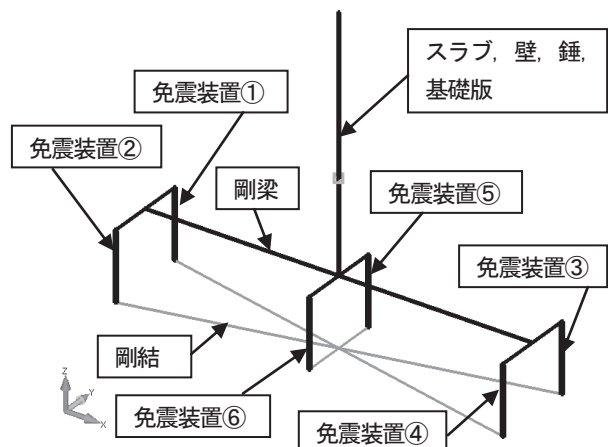 スラブ，壁，錘，
基礎版
免震装置①
免震装置②
剛梁
免震装置⑤
免震装置③
剛結
免震装置⑥
免震装置④
Z
Y
X